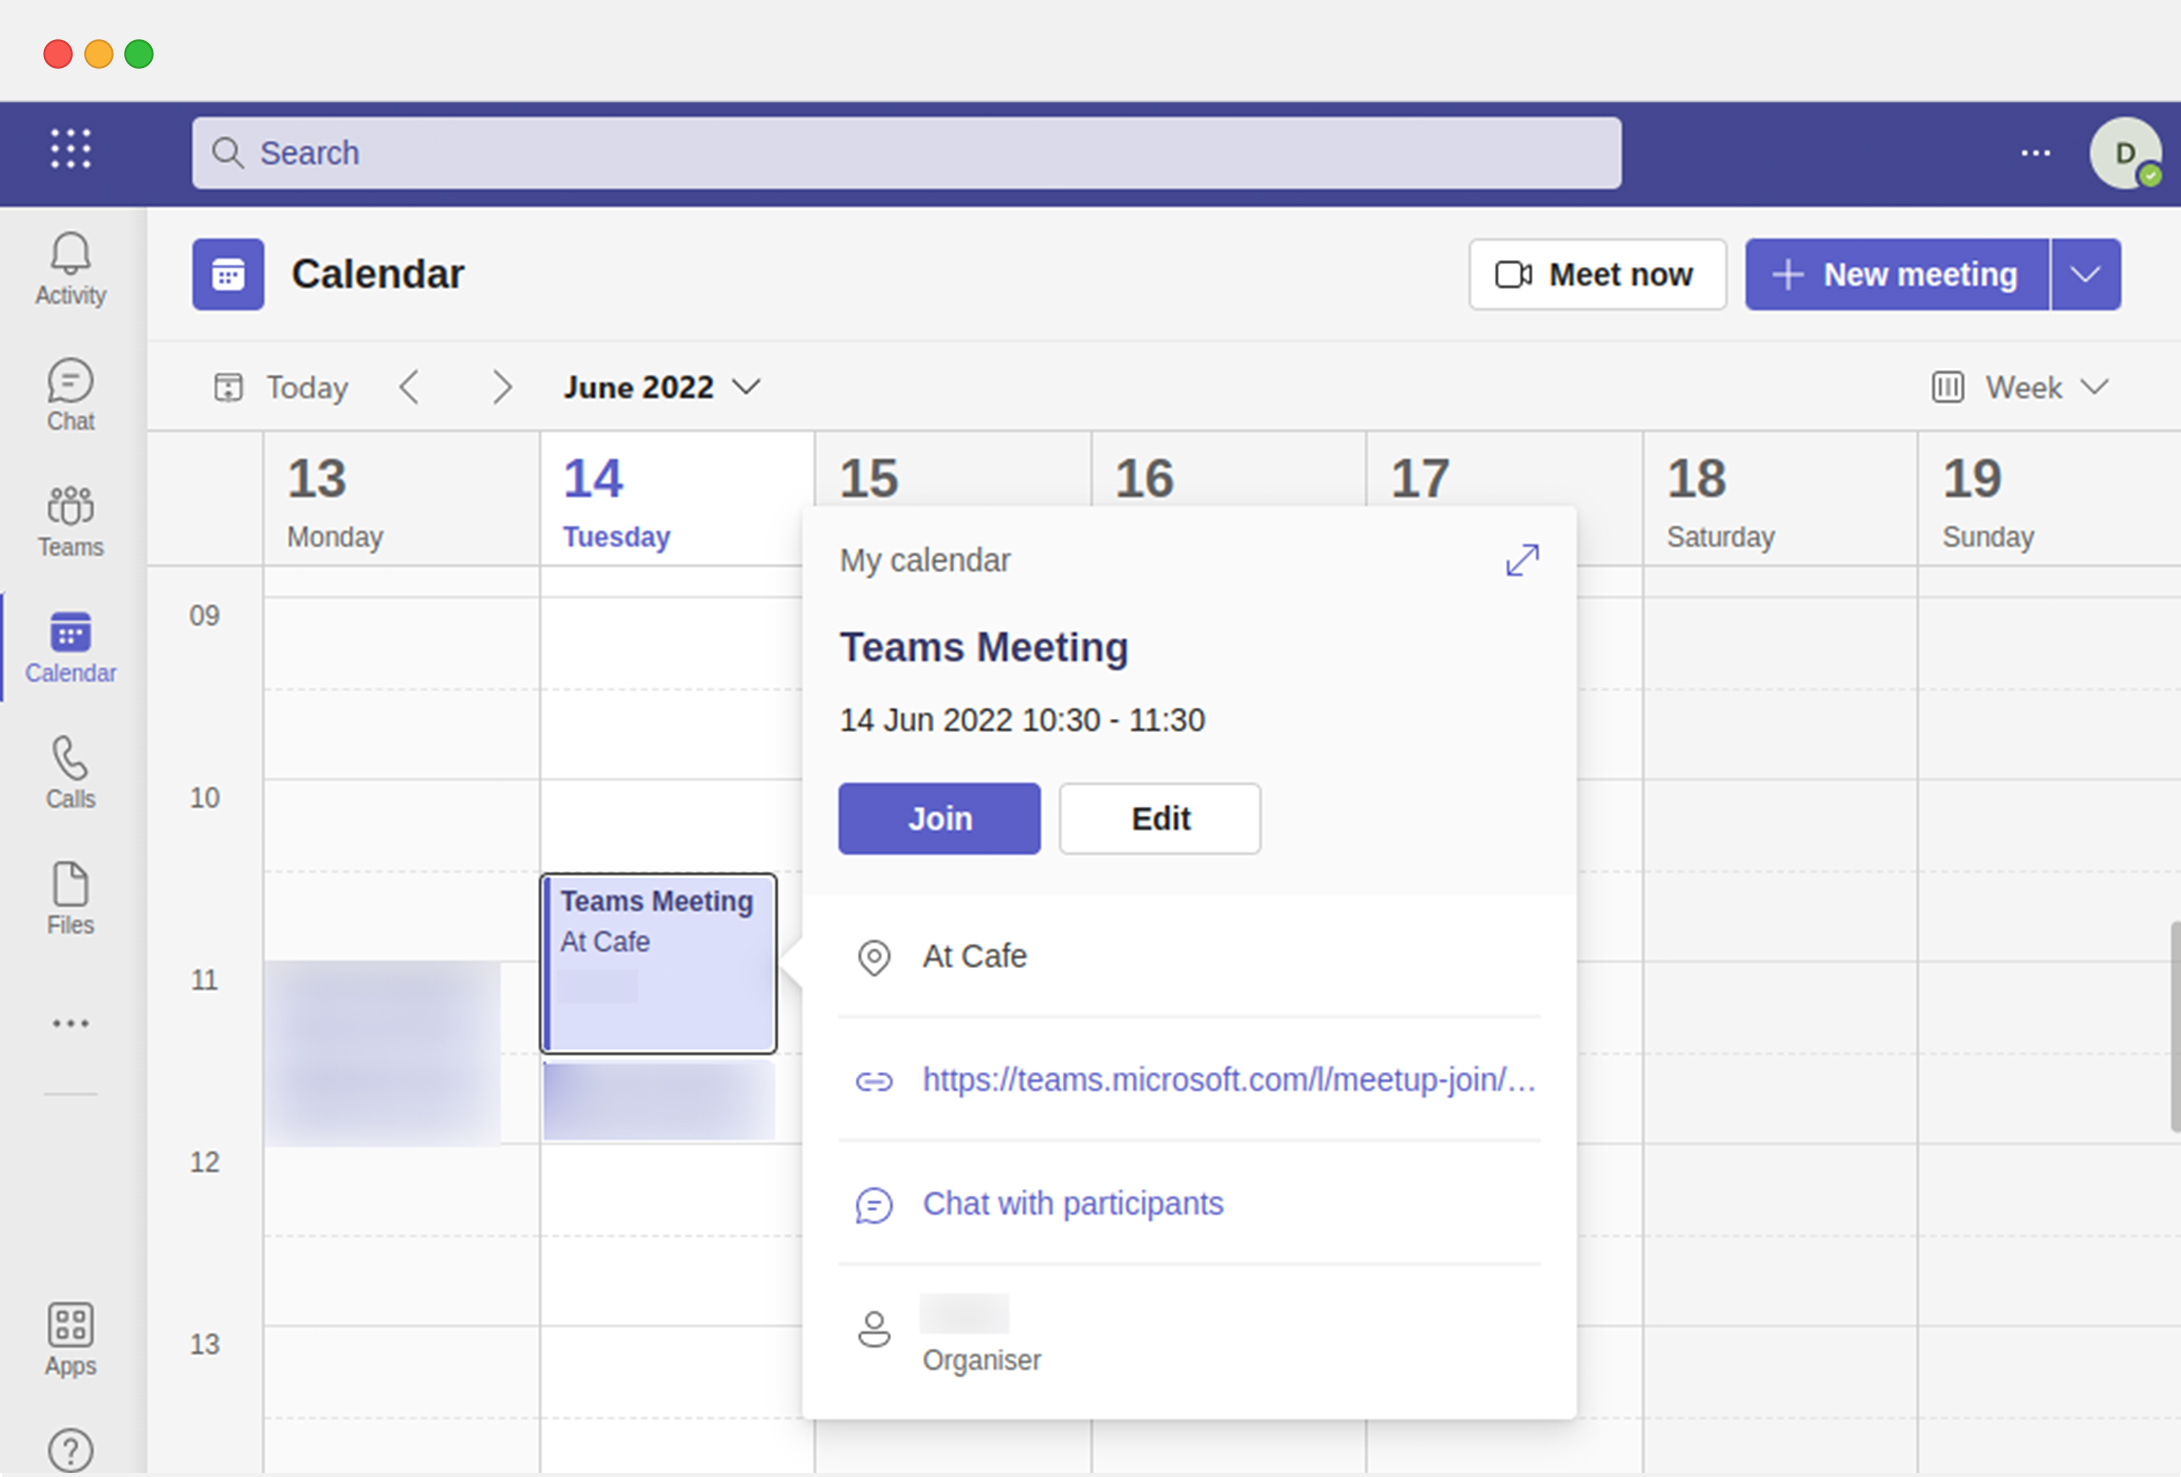 Search
D
Activity
Chat
Teams
Calendar
Calls
Files
Apps
Calendar
Meet now
New meeting
Today
June 2022
Week
13
Monday
14
Tuesday
15
16
17
18
Saturday
19
Sunday
09
10
11
12
13
Teams Meeting
At Cafe
My calendar
Teams Meeting
14 Jun 2022 10:30 - 11:30
Join
Edit
At Cafe
https://teams.microsoft.com/l/meetup-join/...
Chat with participants
Organiser